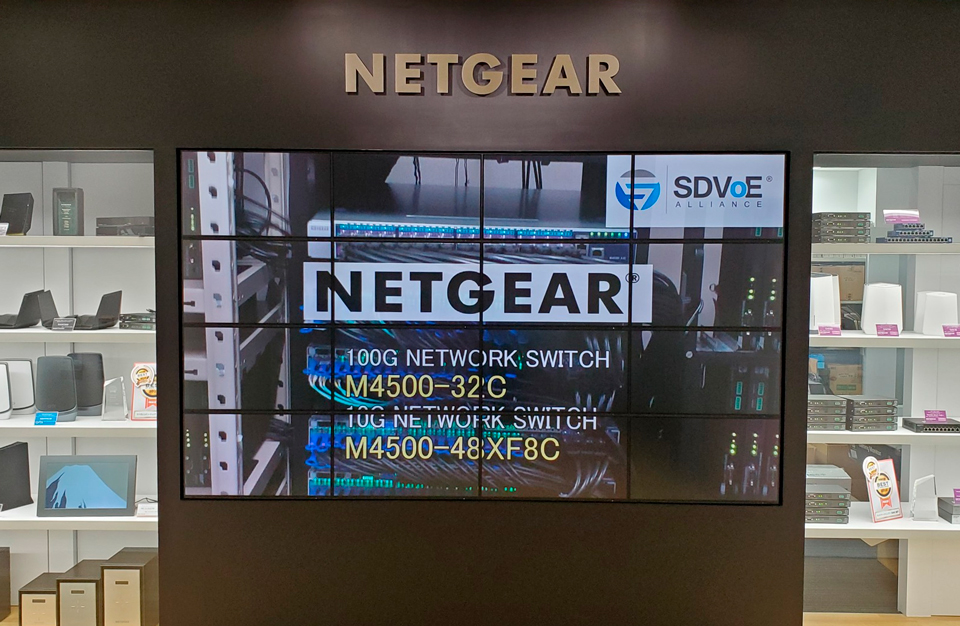 NETGEAR
SDVoE®
ALLIANCE
NETGEAR®
100G NETWORK SWITCH
M4500-32C
10G NETWORK SWITCH
M4500-48XF8C